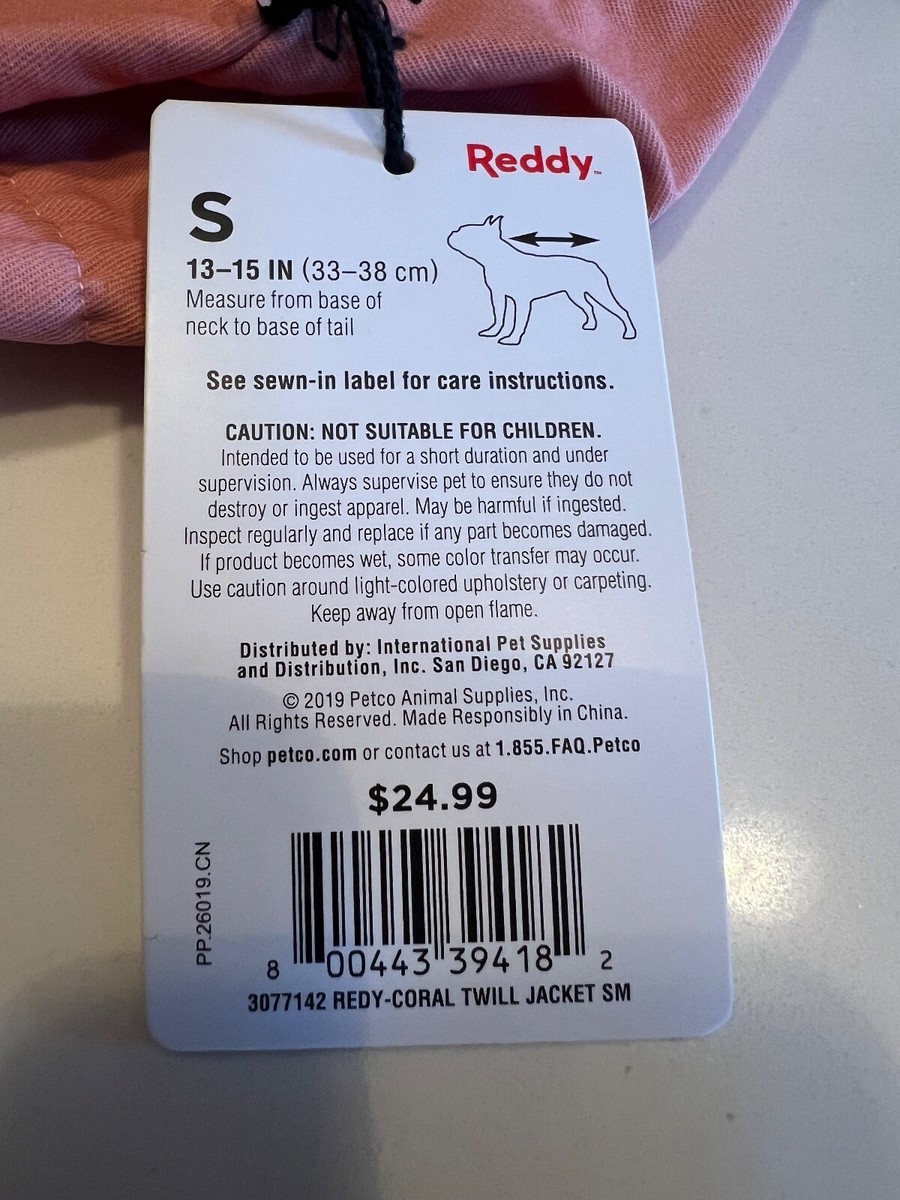 Reddy™
S
13–15 IN (33–38 cm)
Measure from base of
neck to base of tail
See sewn-in label for care instructions.
CAUTION: NOT SUITABLE FOR CHILDREN.
Intended to be used for a short duration and under
supervision. Always supervise pet to ensure they do not
destroy or ingest apparel. May be harmful if ingested.
Inspect regularly and replace if any part becomes damaged.
If product becomes wet, some color transfer may occur.
Use caution around light-colored upholstery or carpeting.
Keep away from open flame.
Distributed by: International Pet Supplies
and Distribution, Inc. San Diego, CA 92127
© 2019 Petco Animal Supplies, Inc.
All Rights Reserved. Made Responsibly in China.
Shop petco.com or contact us at 1.855.FAQ.Petco
$24.99
PP.26019.CN
8 00443 39418 2
3077142 REDY-CORAL TWILL JACKET SM